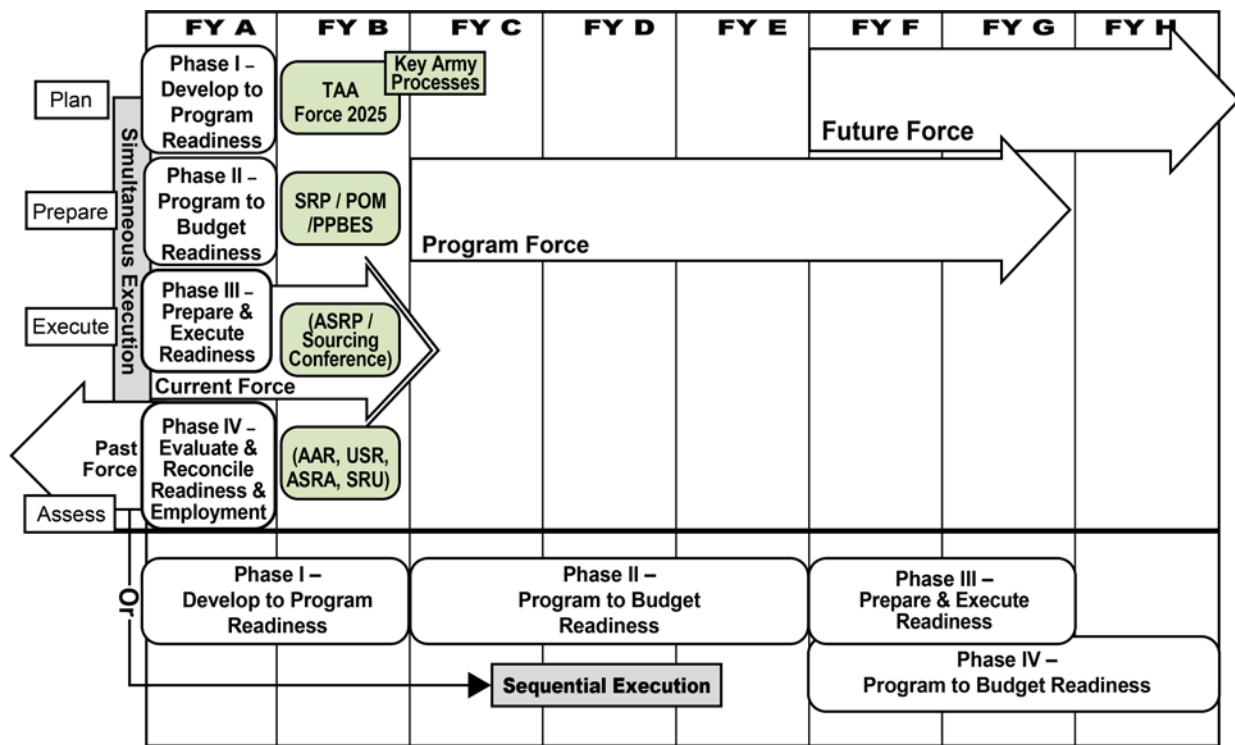 FY A FY B FY C FY D FY E FY F FY G FY H
Plan
Phase I –
Develop to
Program
Readiness
TAA
Force 2025
Key Army
Processes
Future Force
Simultaneous Execution
Prepare
Phase II –
Program to
Budget
Readiness
SRP / POM
/PPBES
Program Force
Execute
Phase III –
Prepare &
Execute
Readiness
(ASRP /
Sourcing
Conference)
Current Force
Past
Force
Phase IV –
Evaluate &
Reconcile
Readiness &
Employment
(AAR, USR,
ASRA, SRU)
Assess
Or
Phase I –
Develop to Program
Readiness
Phase II –
Program to Budget
Readiness
Phase III –
Prepare & Execute
Readiness
Phase IV –
Program to Budget Readiness
Sequential Execution